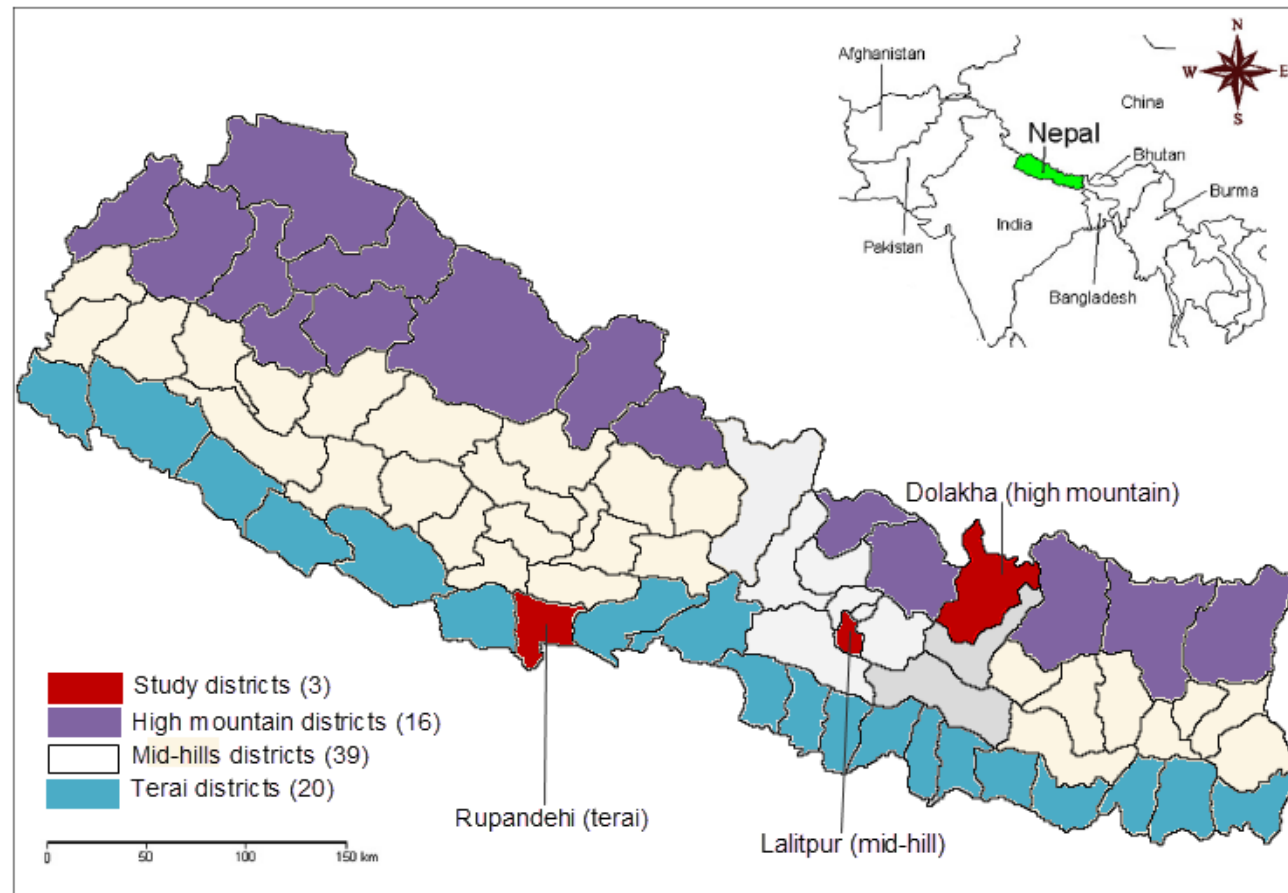 N
W E
S
Afghanistan
China
Nepal
Bhutan
Burma
India
Pakistan
Bangladesh
Dolakha (high mountain)
Study districts (3)
High mountain districts (16)
Mid-hills districts (39)
Terai districts (20)
Rupandehi (terai)
Lalitpur (mid-hill)
0 50 100 150 km